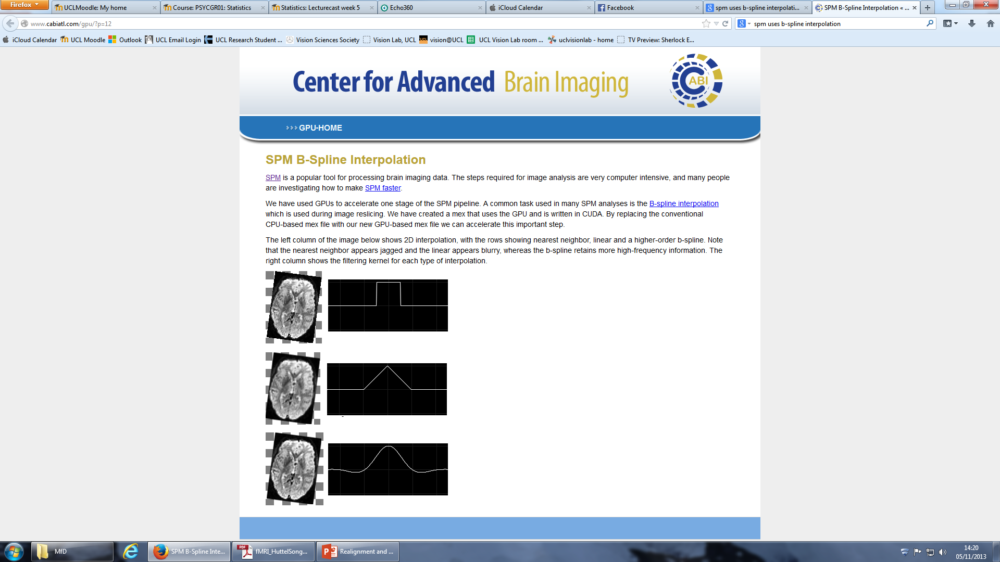 Firefox
UCLMoodle: My home
Course: PSYCGR01: Statistics
Statistics: Lecturecast week 5
Echo360
iCloud Calendar
Facebook
spm uses b-spline interpolati...
SPM B-Spline Interpolation « ...
www.cabiatl.com/gpu/?p=12
spm uses b-spline interpolation
iCloud Calendar
UCL Moodle
Outlook
UCL Email Login
UCL Research Student ...
Vision Sciences Society
Vision Lab, UCL
vision@UCL
UCL Vision Lab room ...
uclvisionlab - home
TV Preview: Sherlock E...
Center for Advanced Brain Imaging
CABI
GPU-HOME
SPM B-Spline Interpolation
SPM is a popular tool for processing brain imaging data. The steps required for image analysis are very computer intensive, and many people
are investigating how to make SPM faster.
We have used GPUs to accelerate one stage of the SPM pipeline. A common task used in many SPM analyses is the B-spline interpolation
which is used during image reslicing. We have created a mex that uses the GPU and is written in CUDA. By replacing the conventional
CPU-based mex file with our new GPU-based mex file we can accelerate this important step.
The left column of the image below shows 2D interpolation, with the rows showing nearest neighbor, linear and a higher-order b-spline. Note
that the nearest neighbor appears jagged and the linear appears blurry, whereas the b-spline retains more high-frequency information. The
right column shows the filtering kernel for each type of interpolation.
MfD
SPM B-Spline Inte...
fMRI_HuttelSong...
Realignment and ...
14:20
05/11/2013